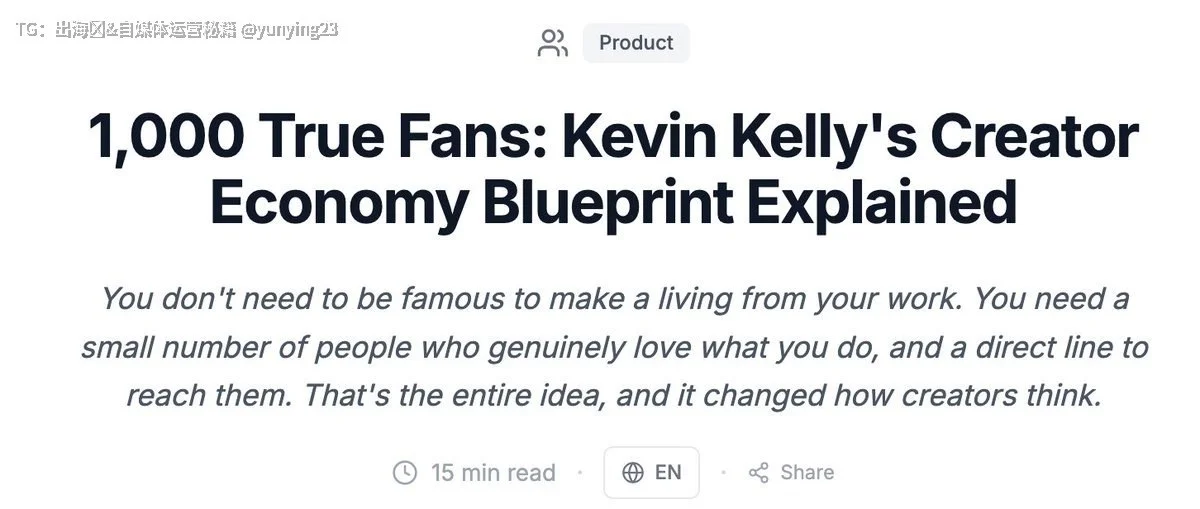 TG：出海区&自媒体运营秘籍 @yunying23
Product
1,000 True Fans: Kevin Kelly's Creator
Economy Blueprint Explained
You don't need to be famous to make a living from your work. You need a
small number of people who genuinely love what you do, and a direct line to
reach them. That's the entire idea, and it changed how creators think.
15 min read · EN · Share